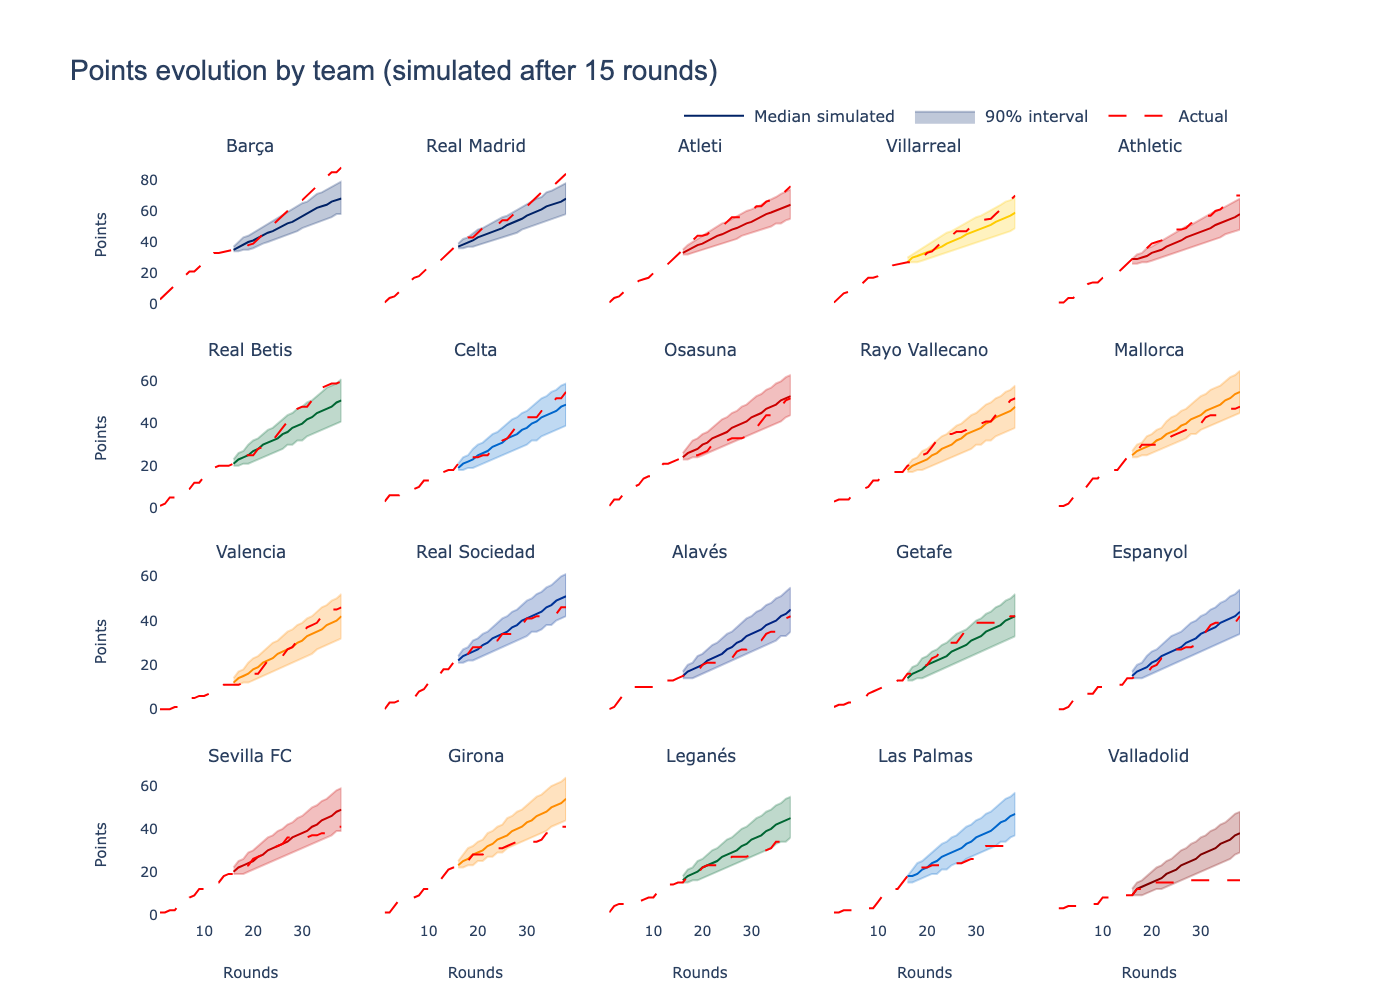 Points evolution by team (simulated after 15 rounds)
Median simulated 90% interval Actual
Barça Real Madrid Atleti Villarreal Athletic
80
60
40
20
0
Points
Real Betis Celta Osasuna Rayo Vallecano Mallorca
60
40
20
0
Points
Valencia Real Sociedad Alavés Getafe Espanyol
60
40
20
0
Points
Sevilla FC Girona Leganés Las Palmas Valladolid
60
40
20
0
Points
10 20 30 10 20 30 10 20 30 10 20 30 10 20 30
Rounds Rounds Rounds Rounds Rounds